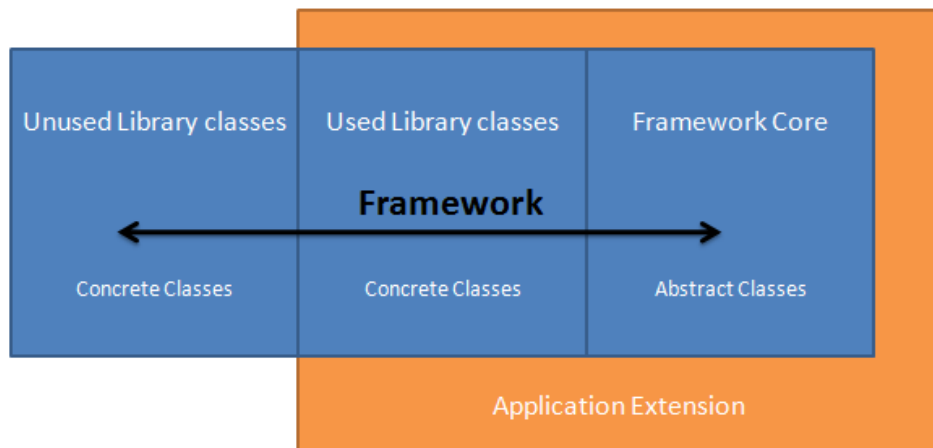 Unused Library classes
Used Library classes
Framework Core
Framework
Concrete Classes
Concrete Classes
Abstract Classes
Application Extension